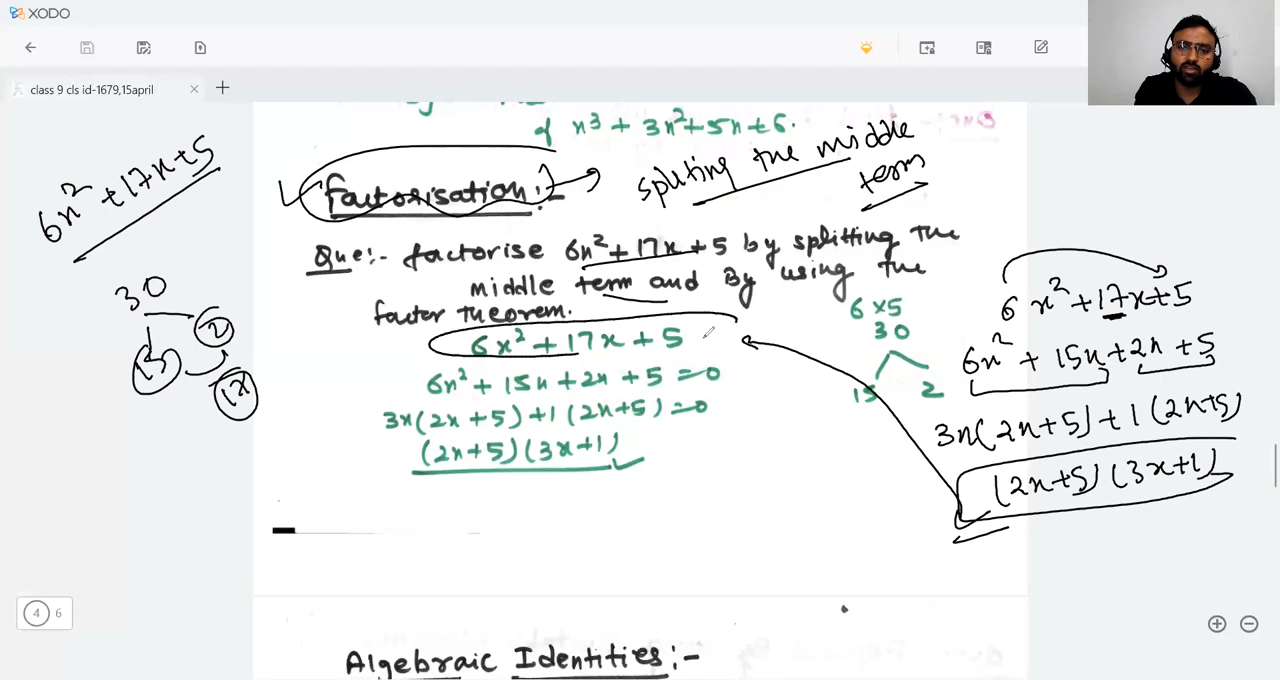 XODO
class 9 cls id-1679,15april
of x3 + 3x2+5x+6.
6x2+17x+5
Factorisation:-
spliting the middle
term
Que:- factorise 6x2+17x+5 by splitting the
middle term and By using the
factor theorem.
30
2
15
17
6x2+17x+5
6x2+15x+2x+5=0
3x(2x+5)+1(2x+5)=0
(2x+5)(3x+1)
6×5
30
15 2
6x2+17x+5
6x2+15x+2x+5
3x(2x+5)+1(2x+5)
(2x+5)(3x+1)
4 6
Algebraic Identities:-